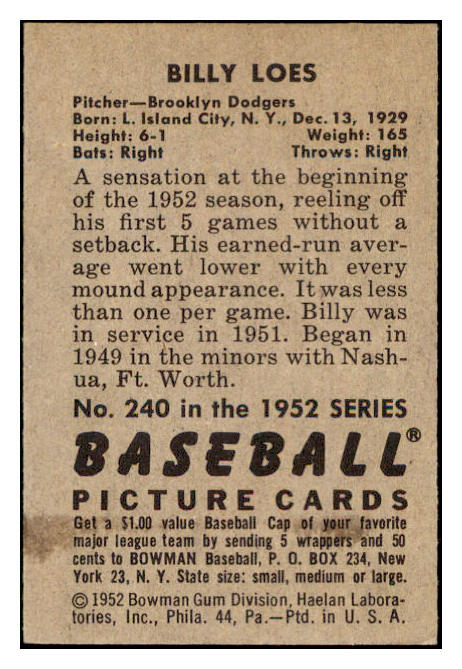 BILLY LOES
Pitcher—Brooklyn Dodgers
Born: L. Island City, N. Y., Dec. 13, 1929
Height: 6-1 Weight: 165
Bats: Right Throws: Right
A sensation at the beginning
of the 1952 season, reeling off
his first 5 games without a
setback. His earned-run aver-
age went lower with every
mound appearance. It was less
than one per game. Billy was
in service in 1951. Began in
1949 in the minors with Nash-
ua, Ft. Worth.
No. 240 in the 1952 SERIES
BASEBALL®
PICTURE CARDS
Get a $1.00 value Baseball Cap of your favorite
major league team by sending 5 wrappers and 50
cents to BOWMAN Baseball, P. O. BOX 234, New
York 23, N. Y. State size: small, medium or large.
© 1952 Bowman Gum Division, Haelan Labora-
tories, Inc., Phila. 44, Pa.—Ptd. in U. S. A.